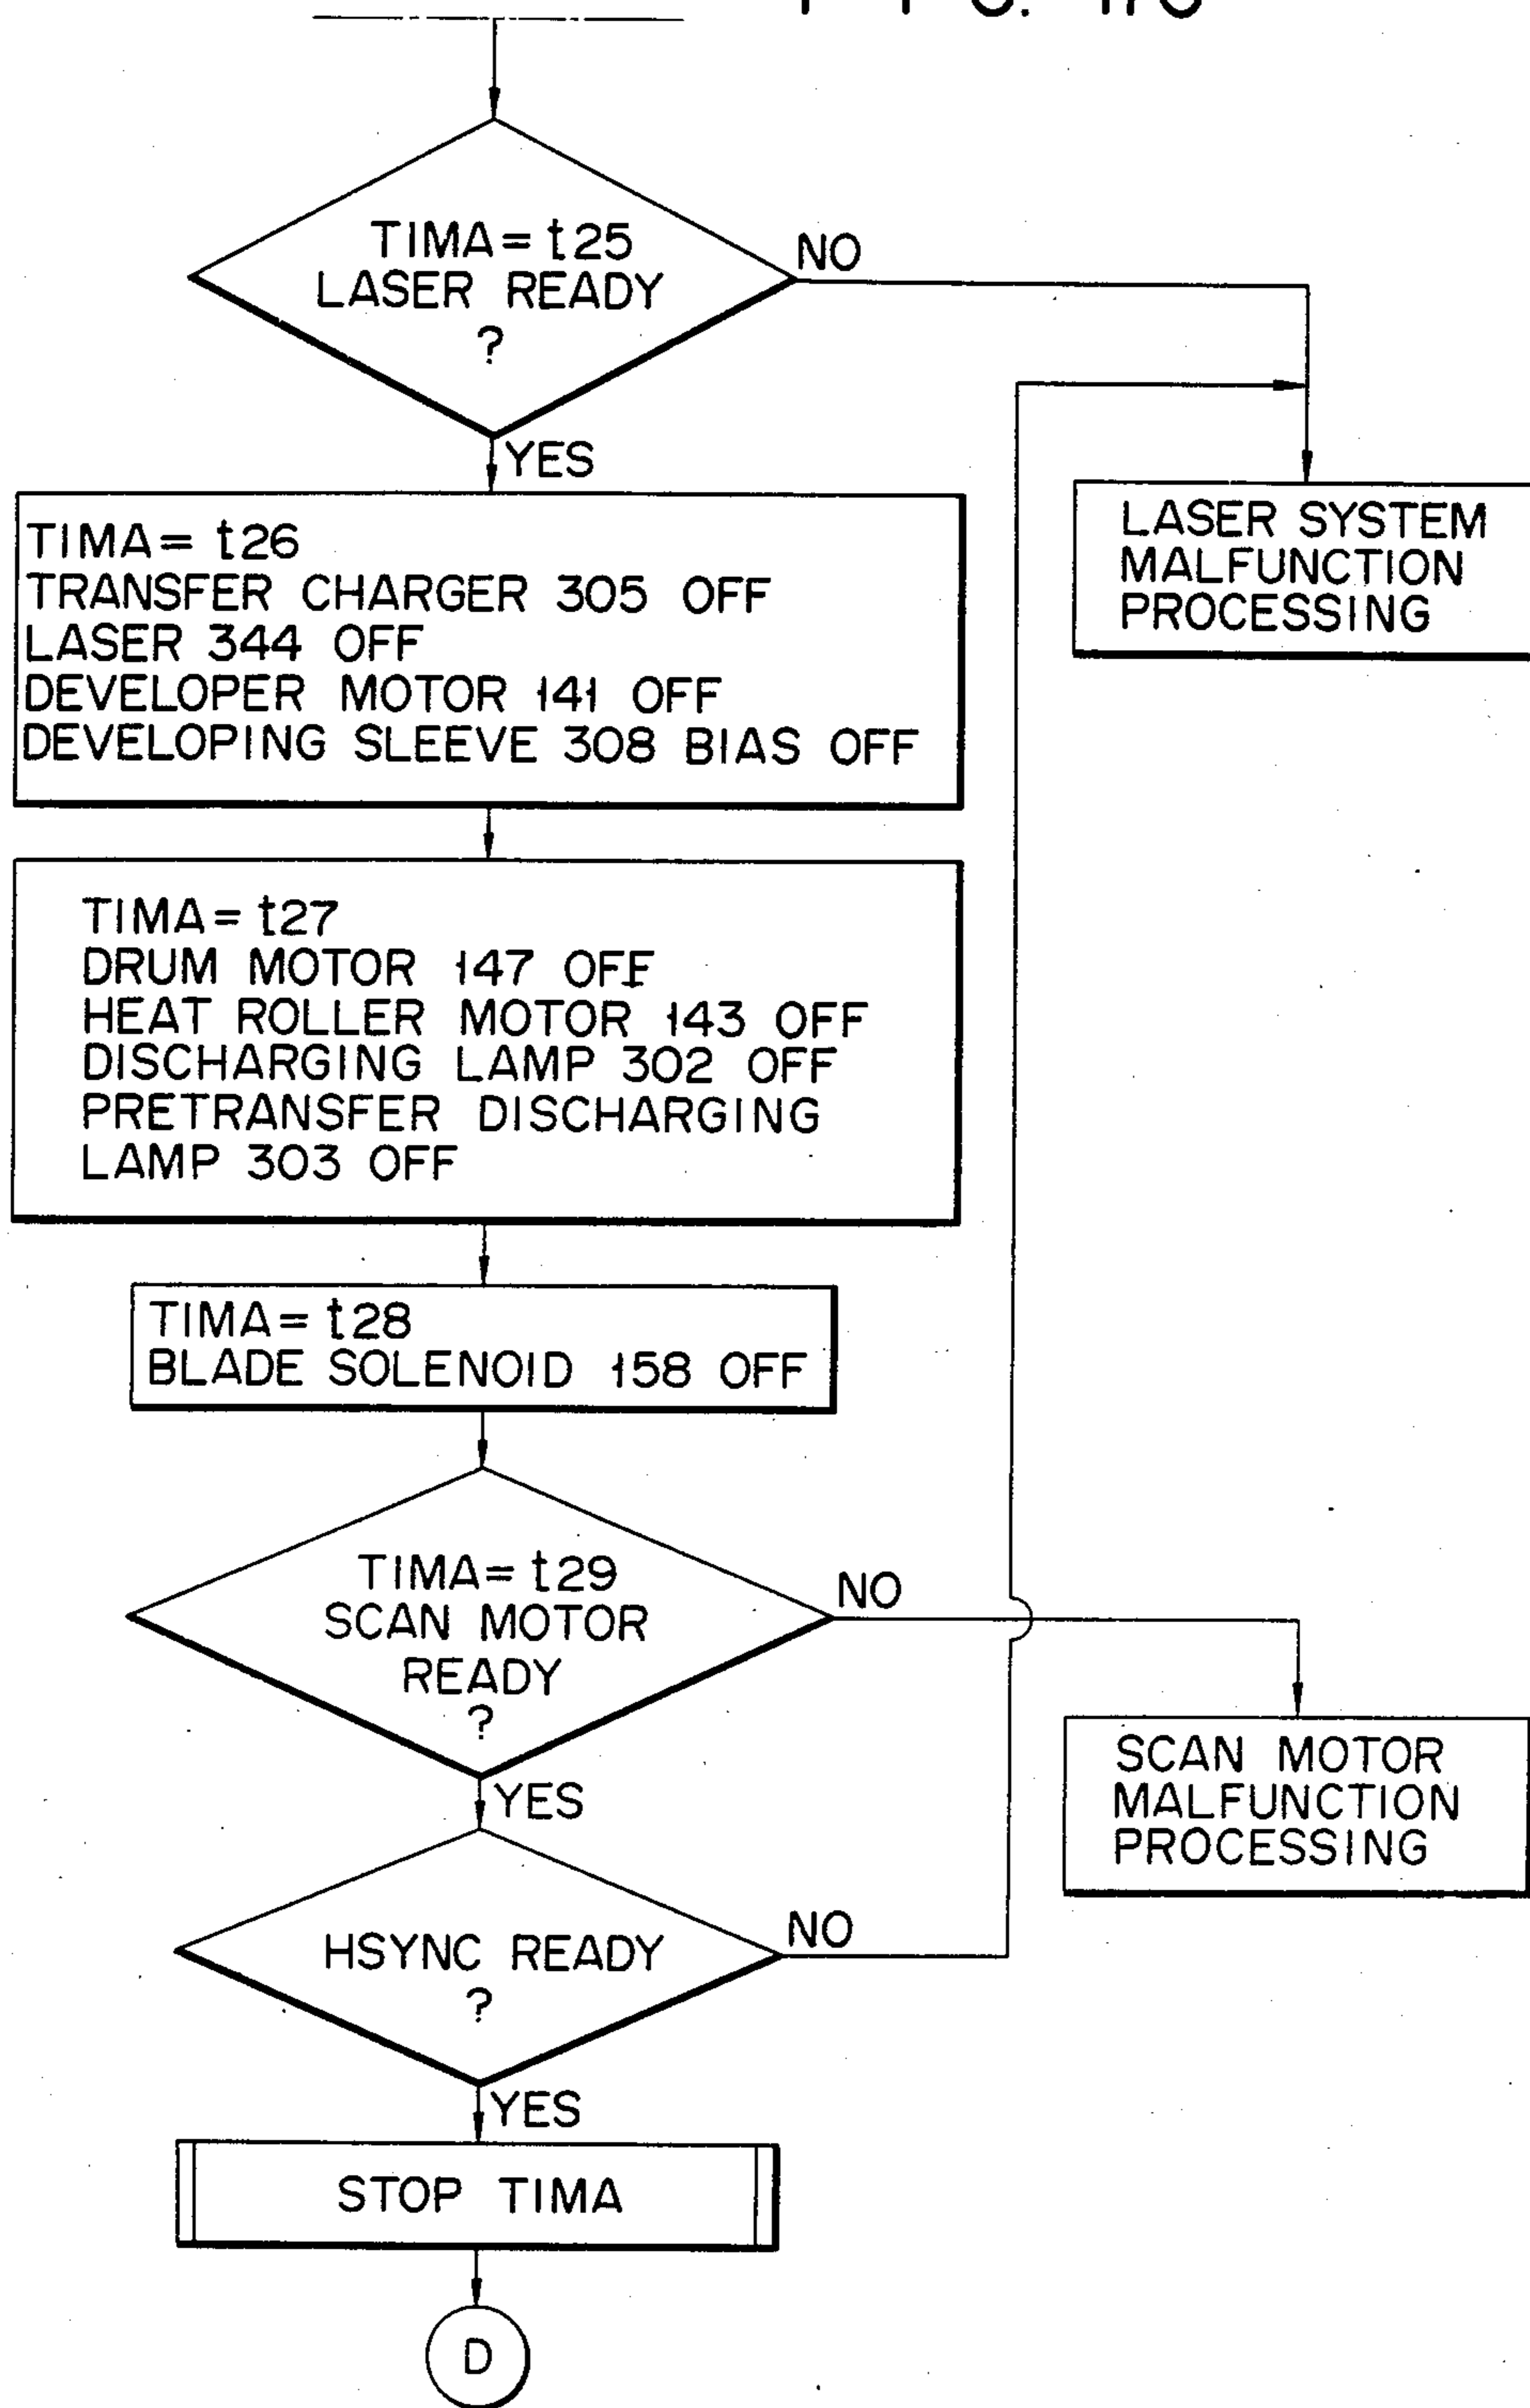 TIMA= t25
LASER READY
?
NO
YES
LASER SYSTEM
MALFUNCTION
PROCESSING
TIMA= t26
TRANSFER CHARGER 305 OFF
LASER 344 OFF
DEVELOPER MOTOR 141 OFF
DEVELOPING SLEEVE 308 BIAS OFF
TIMA= t27
DRUM MOTOR 147 OFF
HEAT ROLLER MOTOR 143 OFF
DISCHARGING LAMP 302 OFF
PRETRANSFER DISCHARGING
LAMP 303 OFF
TIMA= t28
BLADE SOLENOID 158 OFF
TIMA= t29
SCAN MOTOR
READY
?
NO
YES
SCAN MOTOR
MALFUNCTION
PROCESSING
HSYNC READY
?
NO
YES
STOP TIMA
D